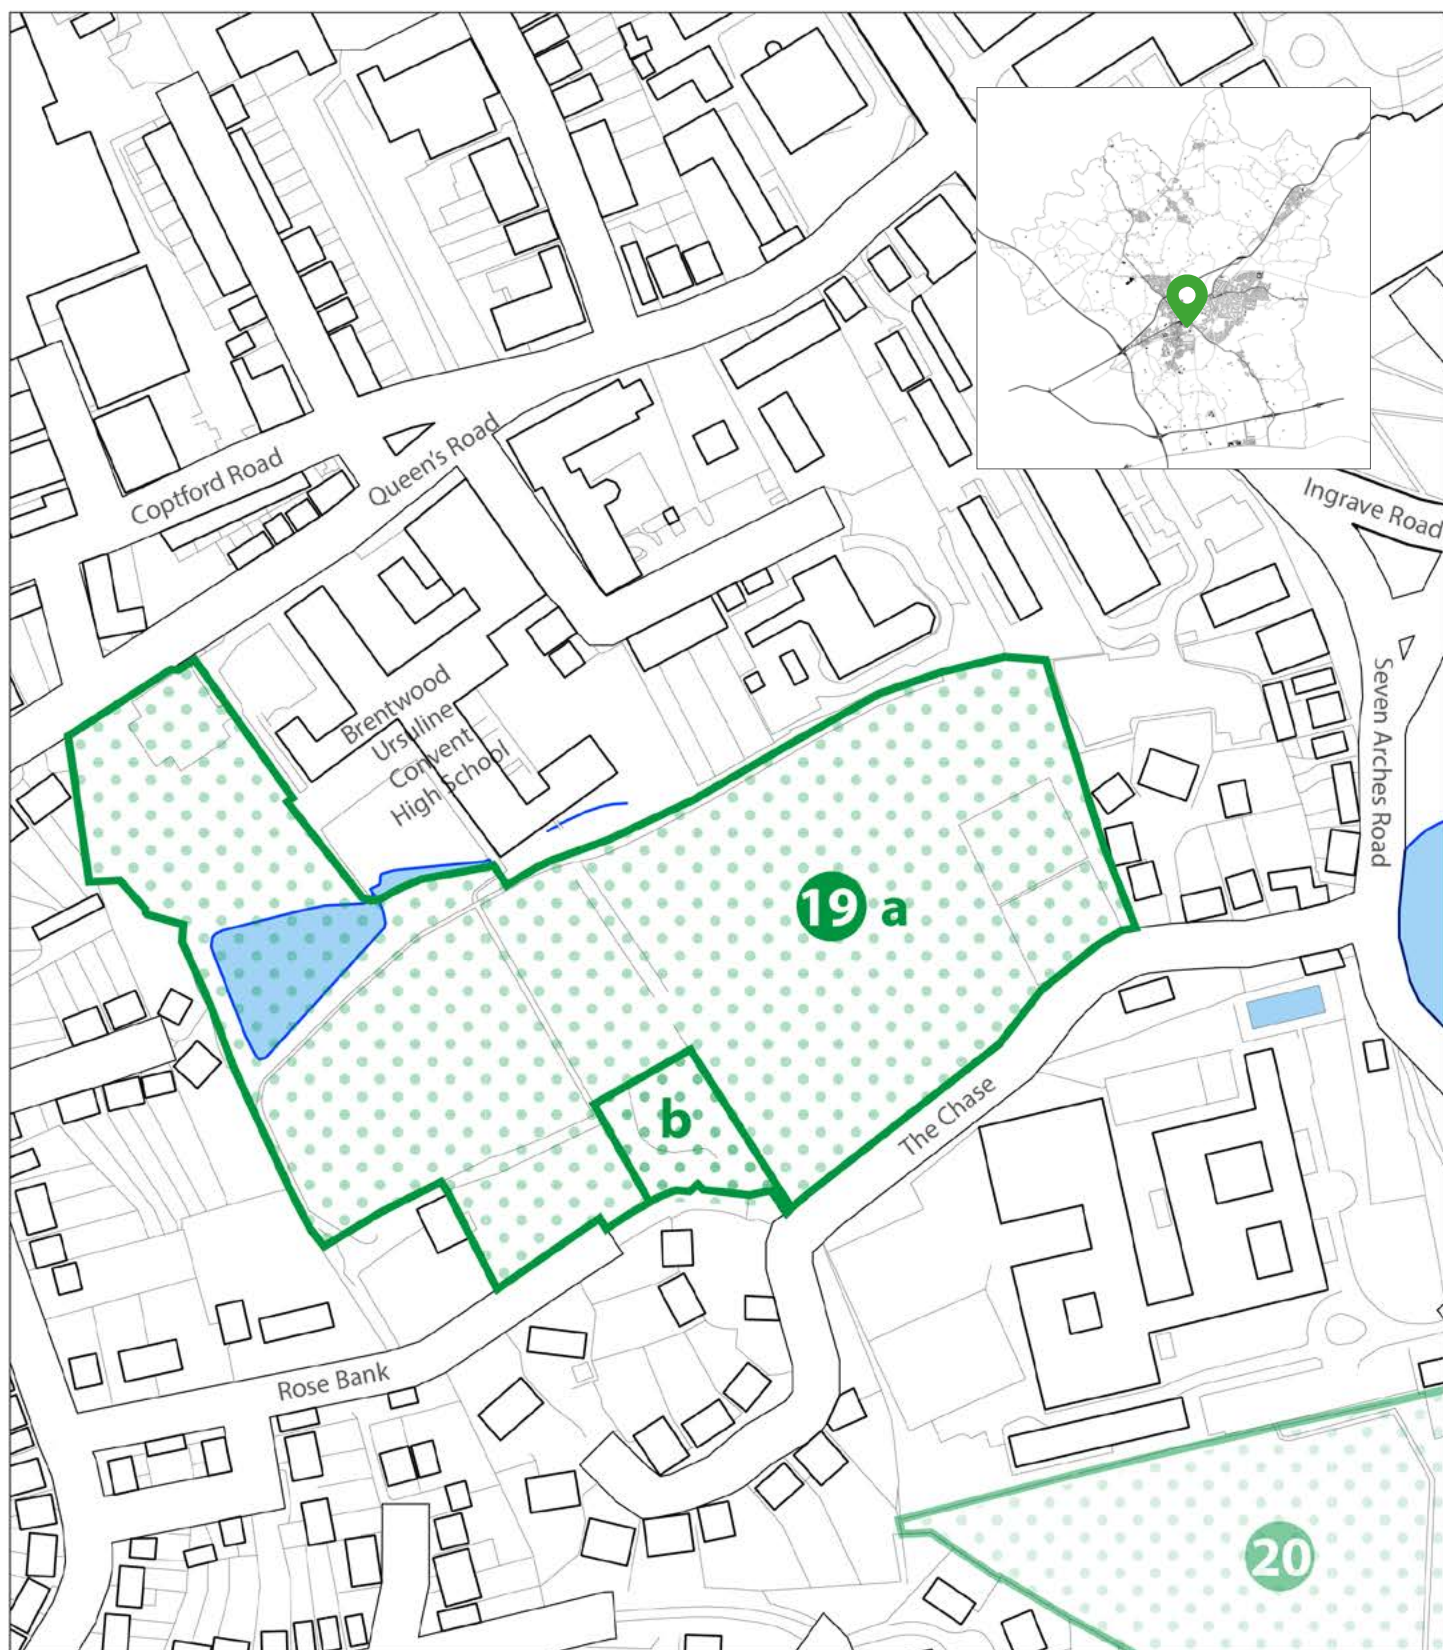 Coptford Road
Queen's Road
Ingrave Road
Brentwood
Ursuline
Convent
High School
Seven Arches Road
19 a
b
The Chase
Rose Bank
20